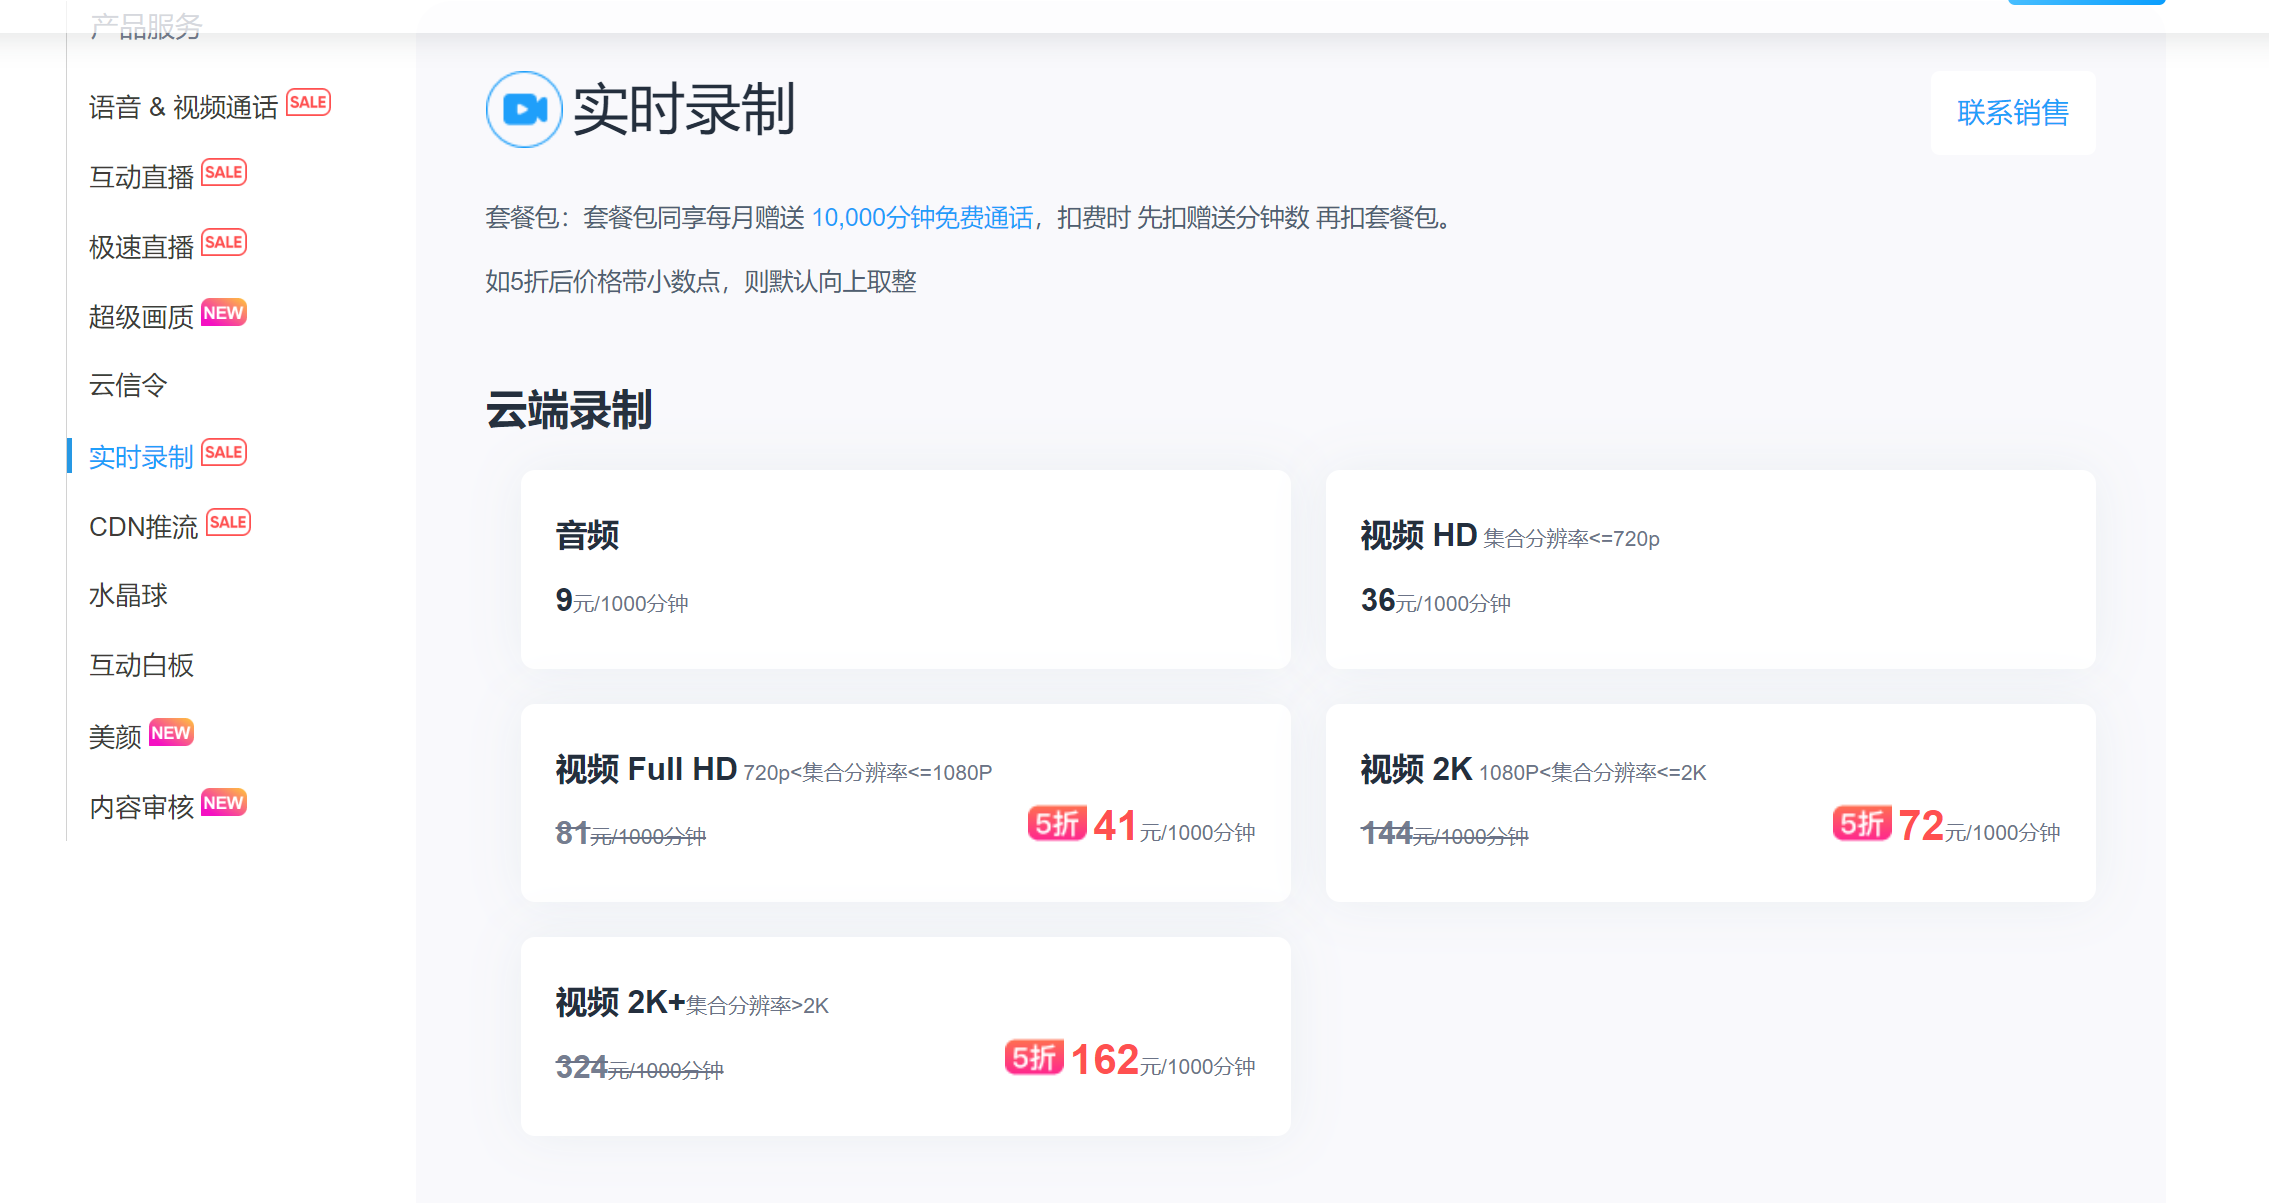 产品服务
语音 & 视频通话 SALE
互动直播 SALE
极速直播 SALE
超级画质 NEW
云信令
实时录制 SALE
CDN推流 SALE
水晶球
互动白板
美颜 NEW
内容审核 NEW
实时录制
联系销售
套餐包：套餐包同享每月赠送 10,000分钟免费通话，扣费时 先扣赠送分钟数 再扣套餐包。
如5折后价格带小数点，则默认向上取整
云端录制
音频
9元/1000分钟
视频 HD 集合分辨率<=720p
36元/1000分钟
视频 Full HD 720p<集合分辨率<=1080P
81元/1000分钟 5折 41元/1000分钟
视频 2K 1080P<集合分辨率<=2K
144元/1000分钟 5折 72元/1000分钟
视频 2K+集合分辨率>2K
324元/1000分钟 5折 162元/1000分钟